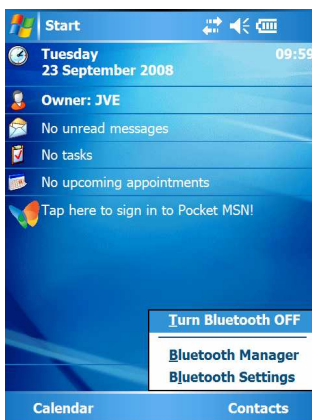 Start
Tuesday 09:59
23 September 2008
Owner: JVE
No unread messages
No tasks
No upcoming appointments
Tap here to sign in to Pocket MSN!
Turn Bluetooth OFF
Bluetooth Manager
Bluetooth Settings
Calendar Contacts